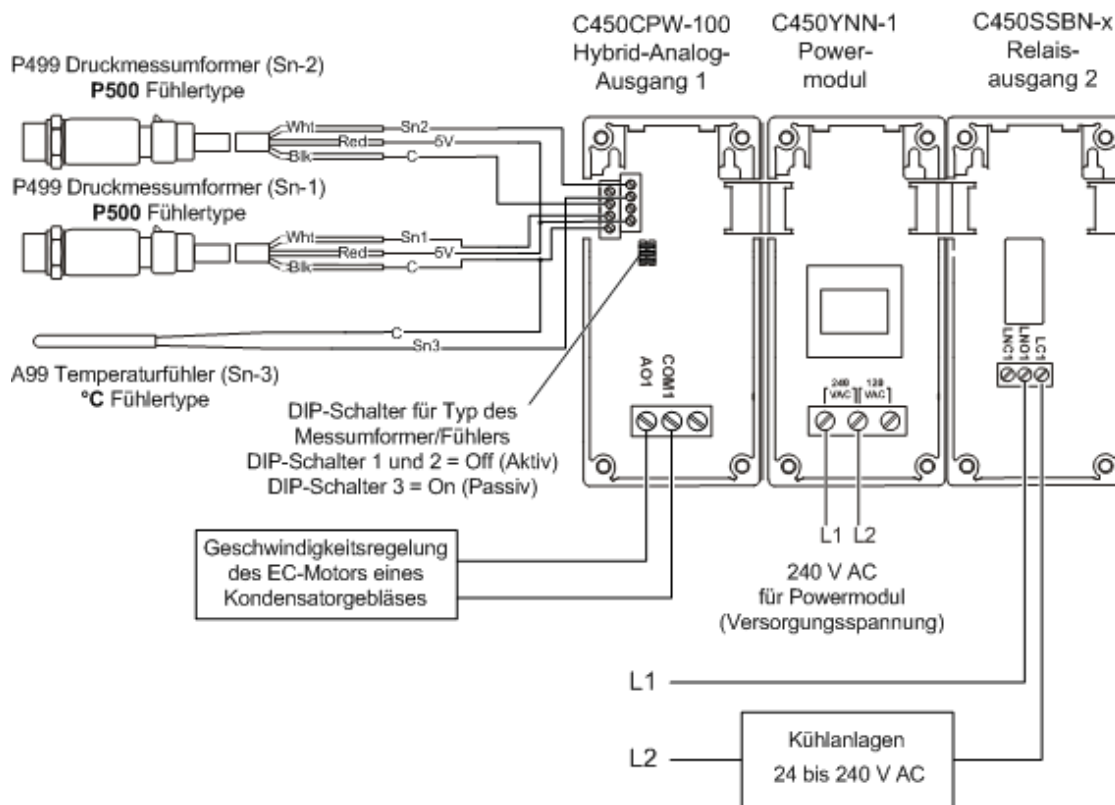 C450CPW-100
Hybrid-Analog-
Ausgang 1
C450YNN-1
Power-
modul
C450SSBN-x
Relais-
ausgang 2
P499 Druckmessumformer (Sn-2)
P500 Fühlertype
Wht
Sn2
Red
5V
Blk
C
P499 Druckmessumformer (Sn-1)
P500 Fühlertype
Wht
Sn1
Red
5V
Blk
C
C
Sn3
A99 Temperaturfühler (Sn-3)
°C Fühlertype
DIP-Schalter für Typ des
Messumformer/Fühlers
DIP-Schalter 1 und 2 = Off (Aktiv)
DIP-Schalter 3 = On (Passiv)
AO1
COM1
240
VAC
120
VAC
LNC1
LNO1
LC1
Geschwindigkeitsregelung
des EC-Motors eines
Kondensatorgebläses
L1 L2
240 V AC
für Powermodul
(Versorgungsspannung)
L1
L2
Kühlanlagen
24 bis 240 V AC